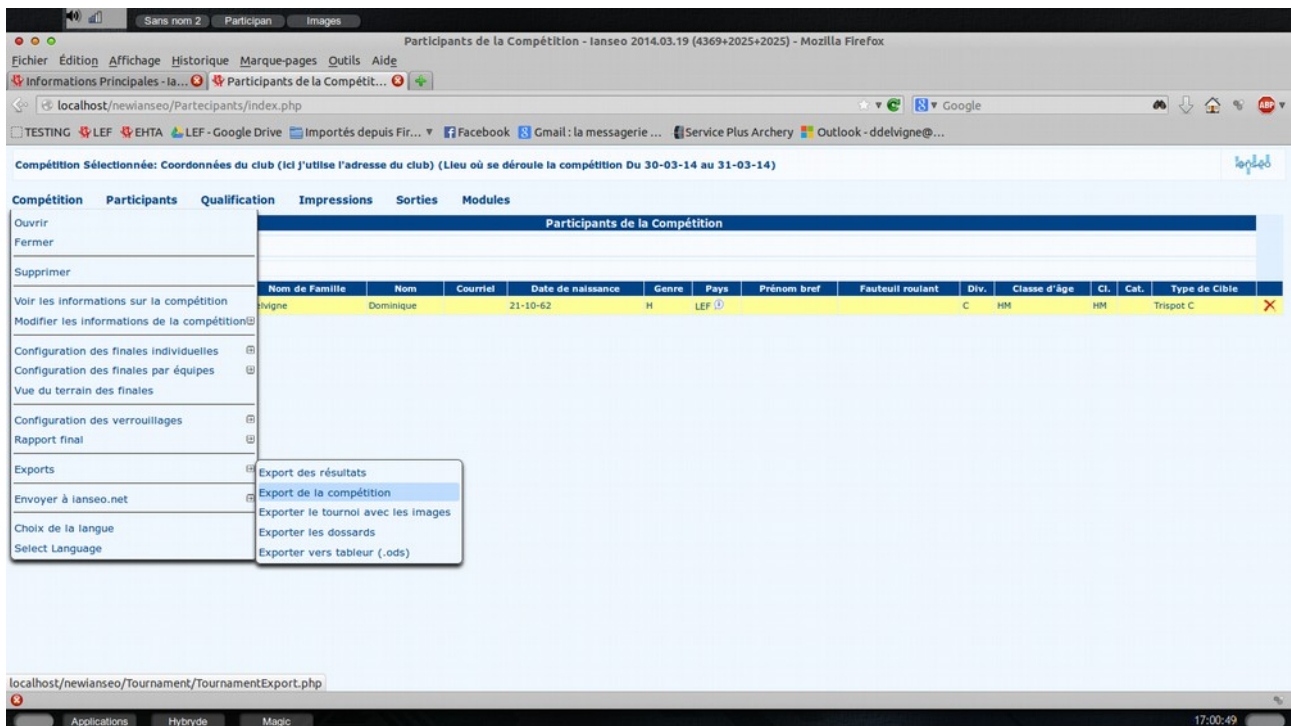 Sans nom 2 Participan Images
Participants de la Compétition - Ianseo 2014.03.19 (4369+2025+2025) - Mozilla Firefox
Fichier Édition Affichage Historique Marque-pages Outils Aide
Informations Principales - Ia... Participants de la Compétit...
localhost/newianseo/Partecipants/index.php Google
TESTING LEF EHTA LEF - Google Drive Importés depuis Fir... Facebook Gmail : la messagerie ... Service Plus Archery Outlook - ddelvigne@...
Compétition Sélectionnée: Coordonnées du club (ici j'utilse l'adresse du club) (Lieu où se déroule la compétition Du 30-03-14 au 31-03-14)
ianseo
Compétition Participants Qualification Impressions Sorties Modules
Participants de la Compétition
Ouvrir
Fermer
Supprimer
Voir les informations sur la compétition
Modifier les informations de la compétition
Configuration des finales individuelles
Configuration des finales par équipes
Vue du terrain des finales
Configuration des verrouillages
Rapport final
Exports
Envoyer à ianseo.net
Choix de la langue
Select Language
Nom de Famille Nom Courriel Date de naissance Genre Pays Prénom bref Fauteuil roulant Div. Classe d'âge Cl. Cat. Type de Cible
elvigne Dominique 21-10-62 H LEF C HM HM Trispot C
Export des résultats
Export de la compétition
Exporter le tournoi avec les images
Exporter les dossards
Exporter vers tableur (.ods)
localhost/newianseo/Tournament/TournamentExport.php
Applications Hybryde Magic 17:00:49